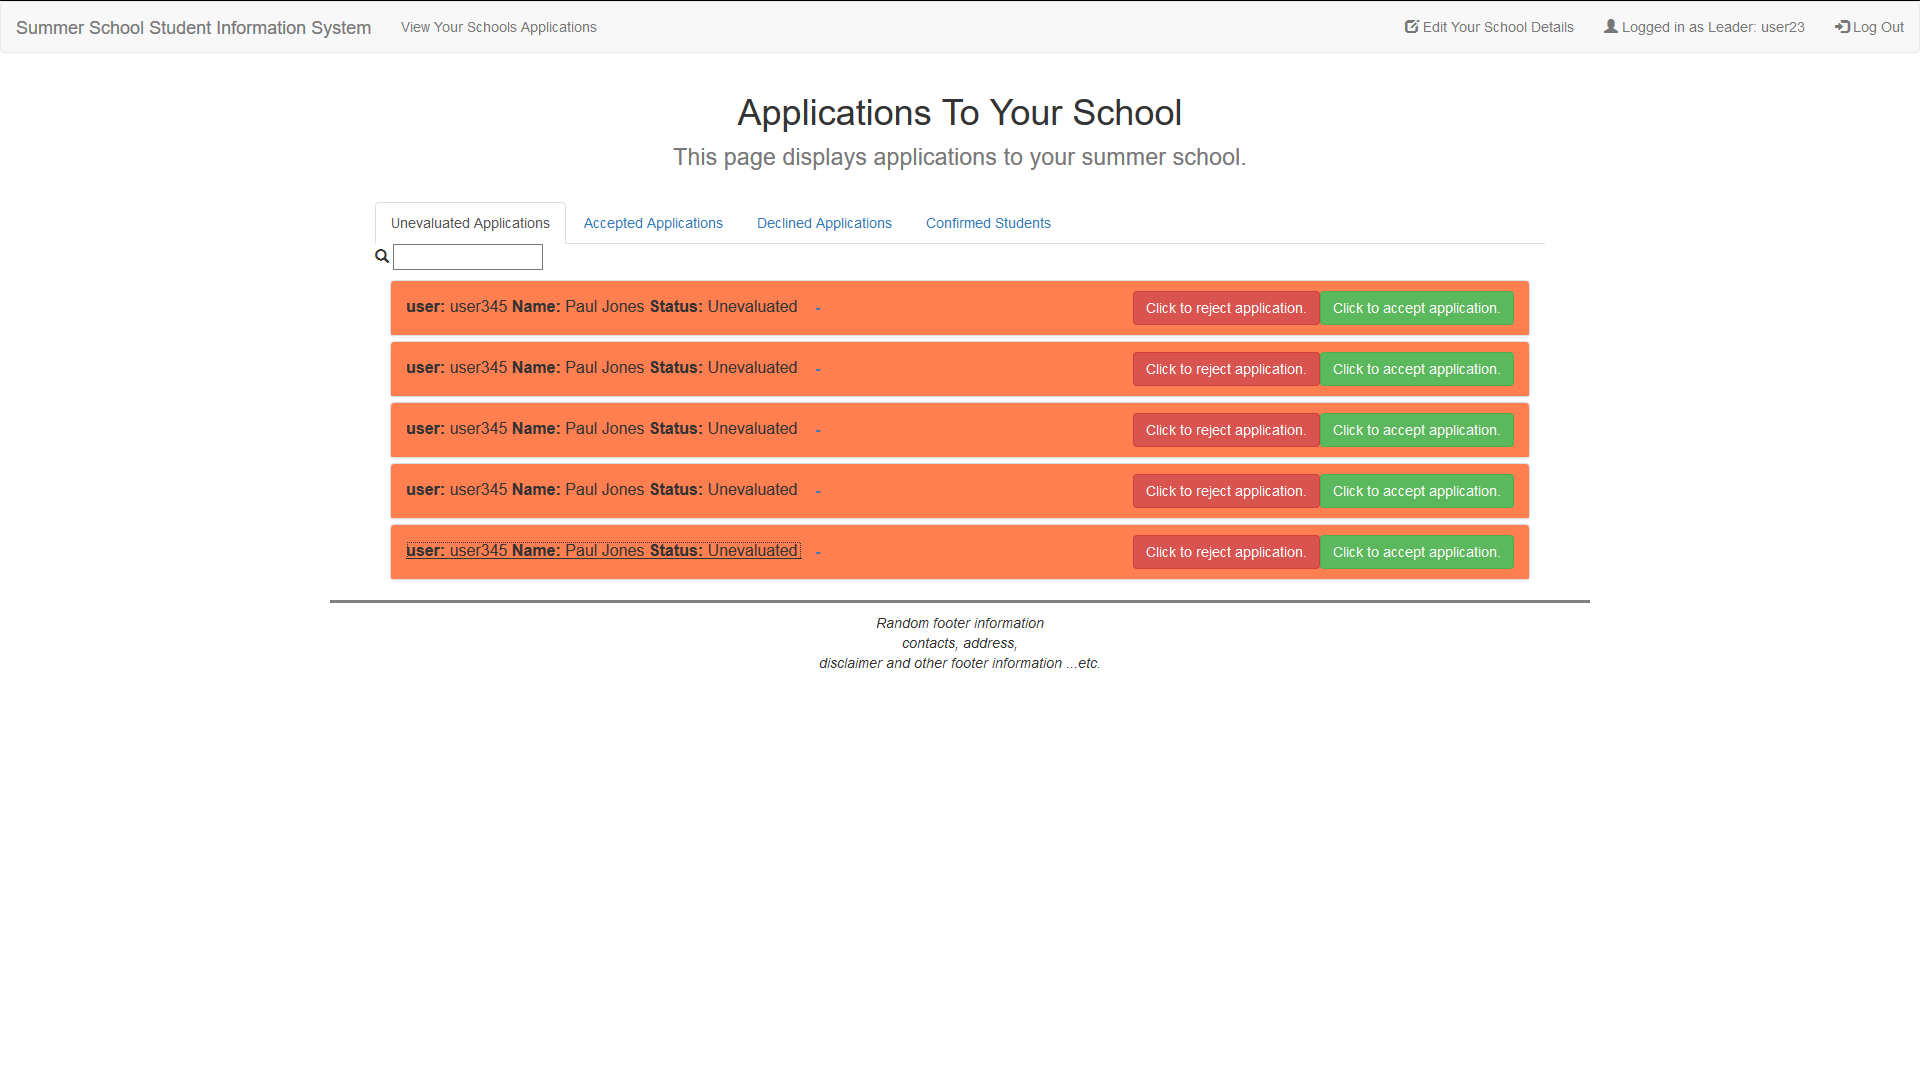 Summer School Student Information System View Your Schools Applications Edit Your School Details Logged in as Leader: user23 Log Out
Applications To Your School
This page displays applications to your summer school.
Unevaluated Applications Accepted Applications Declined Applications Confirmed Students
user: user345 Name: Paul Jones Status: Unevaluated - Click to reject application. Click to accept application.
user: user345 Name: Paul Jones Status: Unevaluated - Click to reject application. Click to accept application.
user: user345 Name: Paul Jones Status: Unevaluated - Click to reject application. Click to accept application.
user: user345 Name: Paul Jones Status: Unevaluated - Click to reject application. Click to accept application.
user: user345 Name: Paul Jones Status: Unevaluated - Click to reject application. Click to accept application.
Random footer information
contacts, address,
disclaimer and other footer information ...etc.